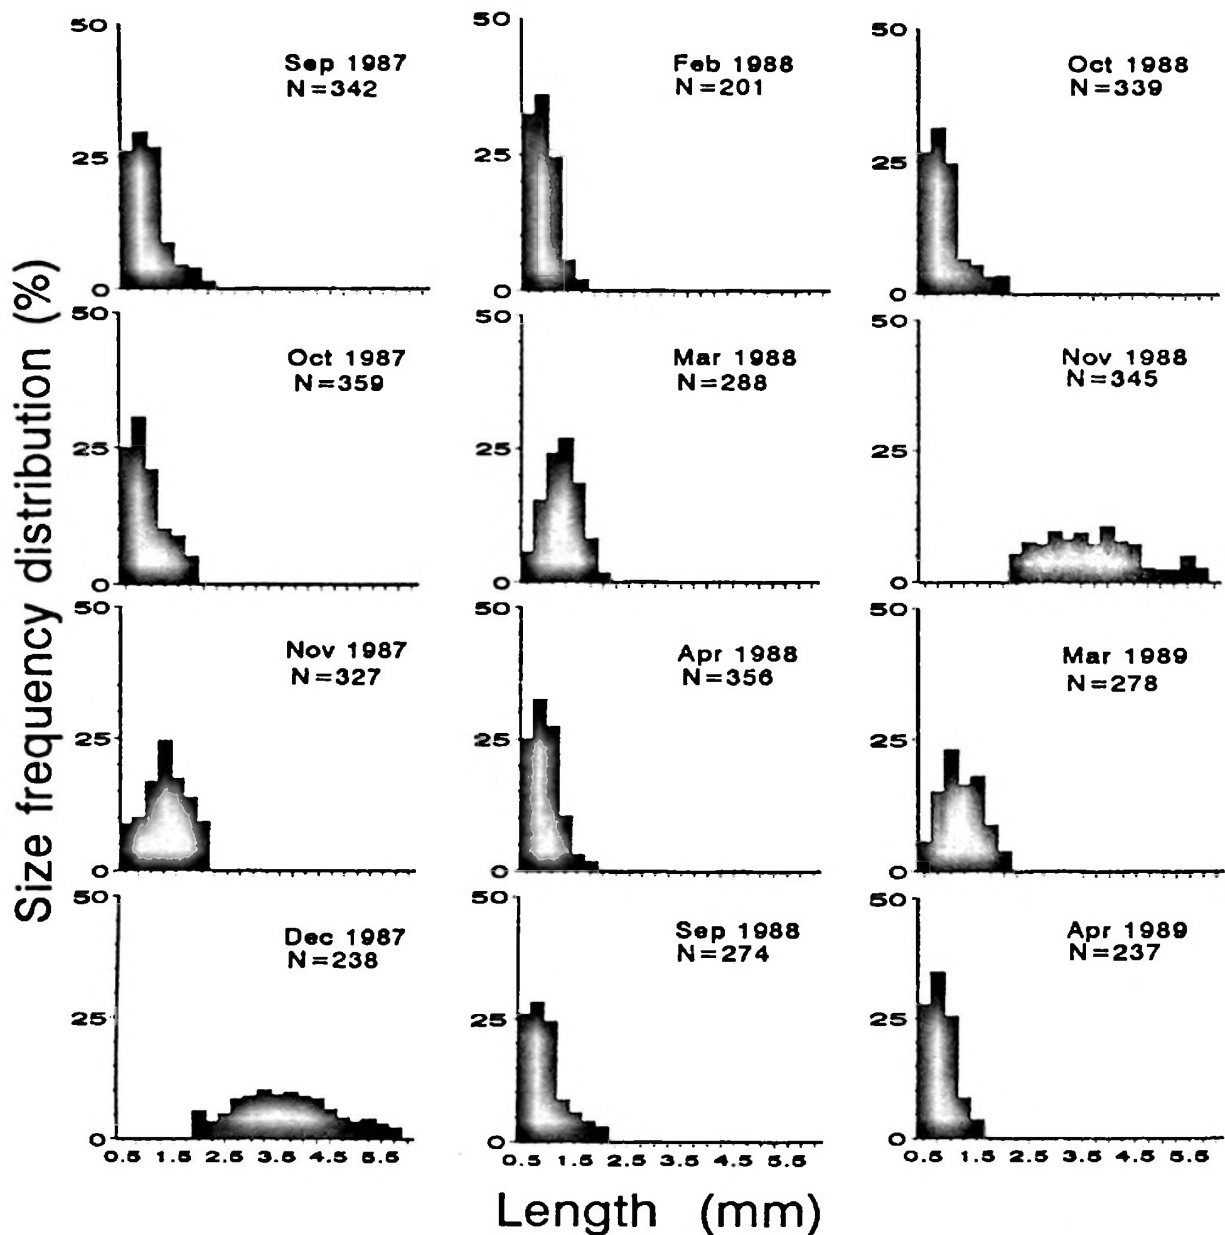 Size frequency distribution (%)
50
25
0
Sep 1987
N=342
50
25
0
Feb 1988
N=201
50
25
0
Oct 1988
N=339
50
25
0
Oct 1987
N=359
50
25
0
Mar 1988
N=288
50
25
0
Nov 1988
N=345
50
25
0
Nov 1987
N=327
50
25
0
Apr 1988
N=356
50
25
0
Mar 1989
N=278
50
25
0
Dec 1987
N=238
0.5 1.5 2.5 3.5 4.5 5.5
50
25
0
Sep 1988
N=274
0.5 1.5 2.5 3.5 4.5 5.5
50
25
0
Apr 1989
N=237
0.5 1.5 2.5 3.5 4.5 5.5
Length (mm)